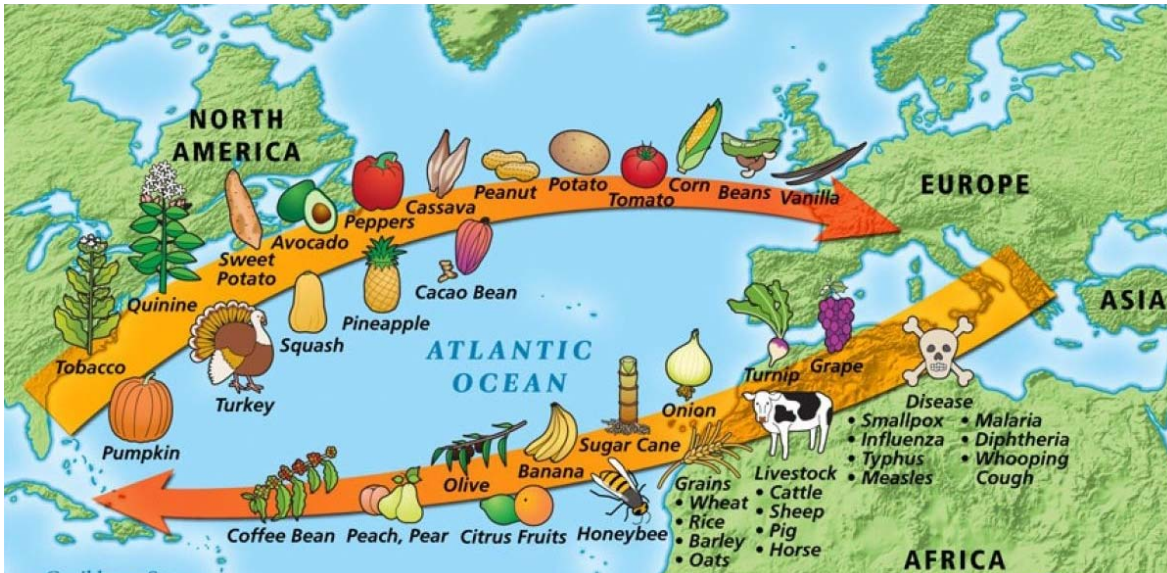 NORTH
AMERICA
EUROPE
ASIA
AFRICA
ATLANTIC
OCEAN
Tobacco
Quinine
Sweet
Potato
Avocado
Peppers
Cassava
Peanut
Potato
Tomato
Corn
Beans
Vanilla
Pumpkin
Turkey
Squash
Pineapple
Cacao Bean
Coffee Bean
Peach, Pear
Olive
Citrus Fruits
Banana
Honeybee
Sugar Cane
Onion
Turnip
Grape
Grains
• Wheat
• Rice
• Barley
• Oats
Livestock
• Cattle
• Sheep
• Pig
• Horse
Disease
• Smallpox
• Influenza
• Typhus
• Measles
• Malaria
• Diphtheria
• Whooping
Cough